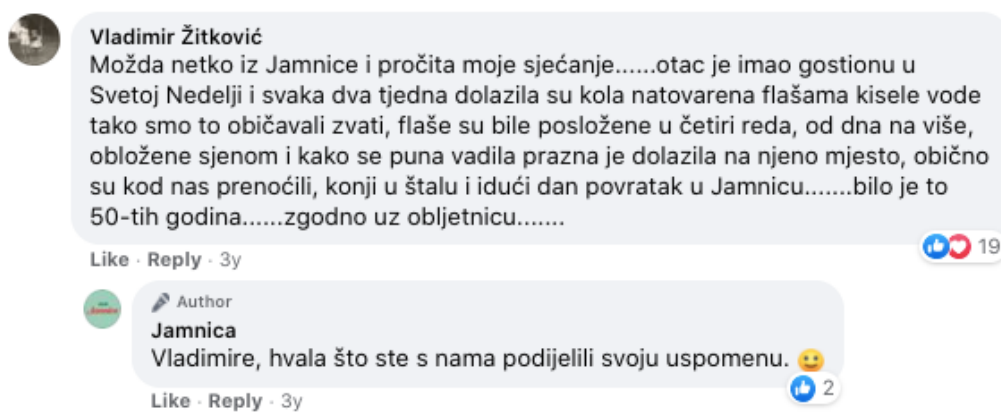 Vladimir Žitković
Možda netko iz Jamnice i pročita moje sjećanje......otac je imao gostionu u
Svetoj Nedelji i svaka dva tjedna dolazila su kola natovarena flašama kisele vode
tako smo to običavali zvati, flaše su bile posložene u četiri reda, od dna na više,
obložene sjenom i kako se puna vadila prazna je dolazila na njeno mjesto, obično
su kod nas prenoćili, konji u štalu i idući dan povratak u Jamnicu.......bilo je to
50-tih godina......zgodno uz obljetnicu.......
19
Like · Reply · 3y
Author
Jamnica
Vladimire, hvala što ste s nama podijelili svoju uspomenu. 🙂
2
Like · Reply · 3y